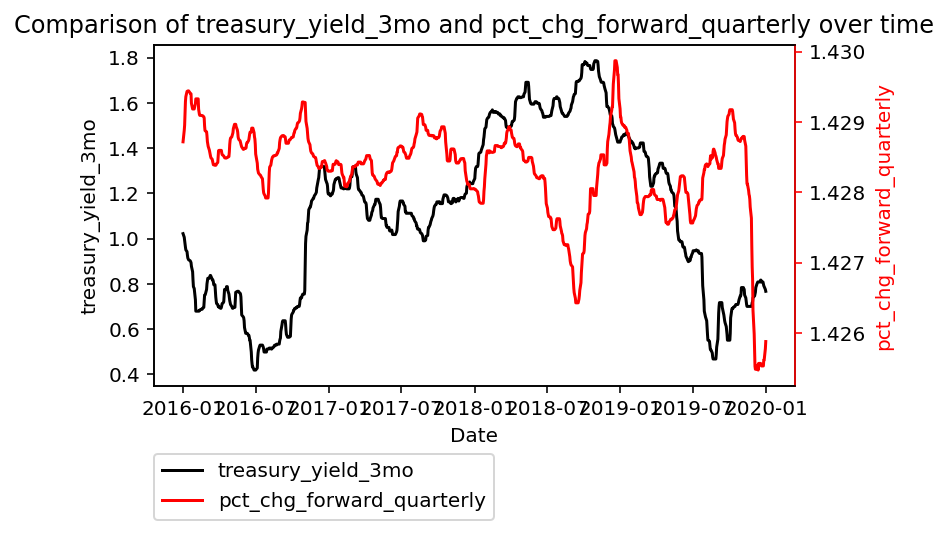 Comparison of treasury_yield_3mo and pct_chg_forward_quarterly over time
1.8
1.6
1.4
1.2
1.0
0.8
0.6
0.4
treasury_yield_3mo
1.430
1.429
1.428
1.427
1.426
pct_chg_forward_quarterly
2016-01 2016-07 2017-01 2017-07 2018-01 2018-07 2019-01 2019-07 2020-01
Date
treasury_yield_3mo
pct_chg_forward_quarterly